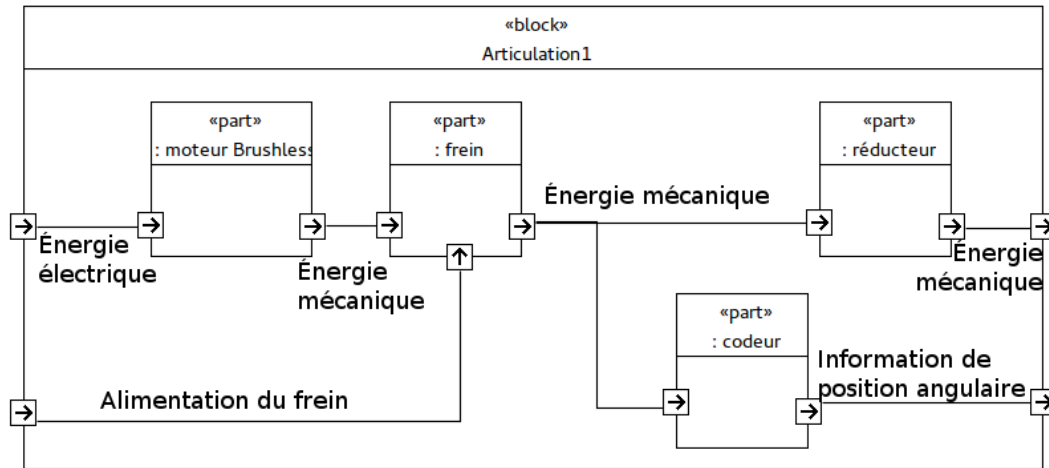 «block»
Articulation1
«part»
: moteur Brushless
«part»
: frein
«part»
: réducteur
Énergie mécanique
Énergie
électrique
Énergie
mécanique
Énergie
mécanique
«part»
: codeur
Alimentation du frein
Information de
position angulaire